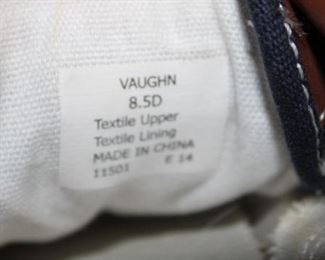 VAUGHN
8.5D
Textile Upper
Textile Lining
MADE IN CHINA
11501 E 14